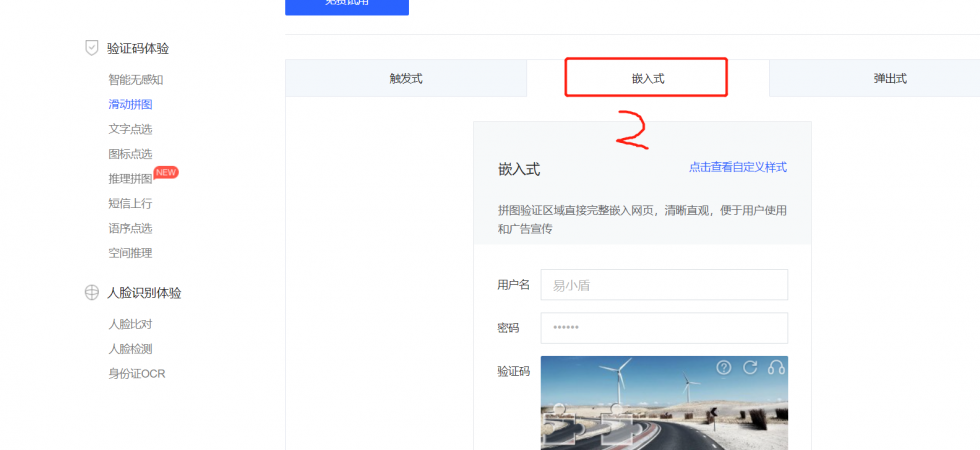 免费试用
验证码体验
智能无感知
滑动拼图
文字点选
图标点选
推理拼图 NEW
短信上行
语序点选
空间推理
人脸识别体验
人脸比对
人脸检测
身份证OCR
触发式
嵌入式
弹出式
2
嵌入式
点击查看自定义样式
拼图验证区域直接完整嵌入网页，清晰直观，便于用户使用
和广告宣传
用户名
易小盾
密码
••••••
验证码